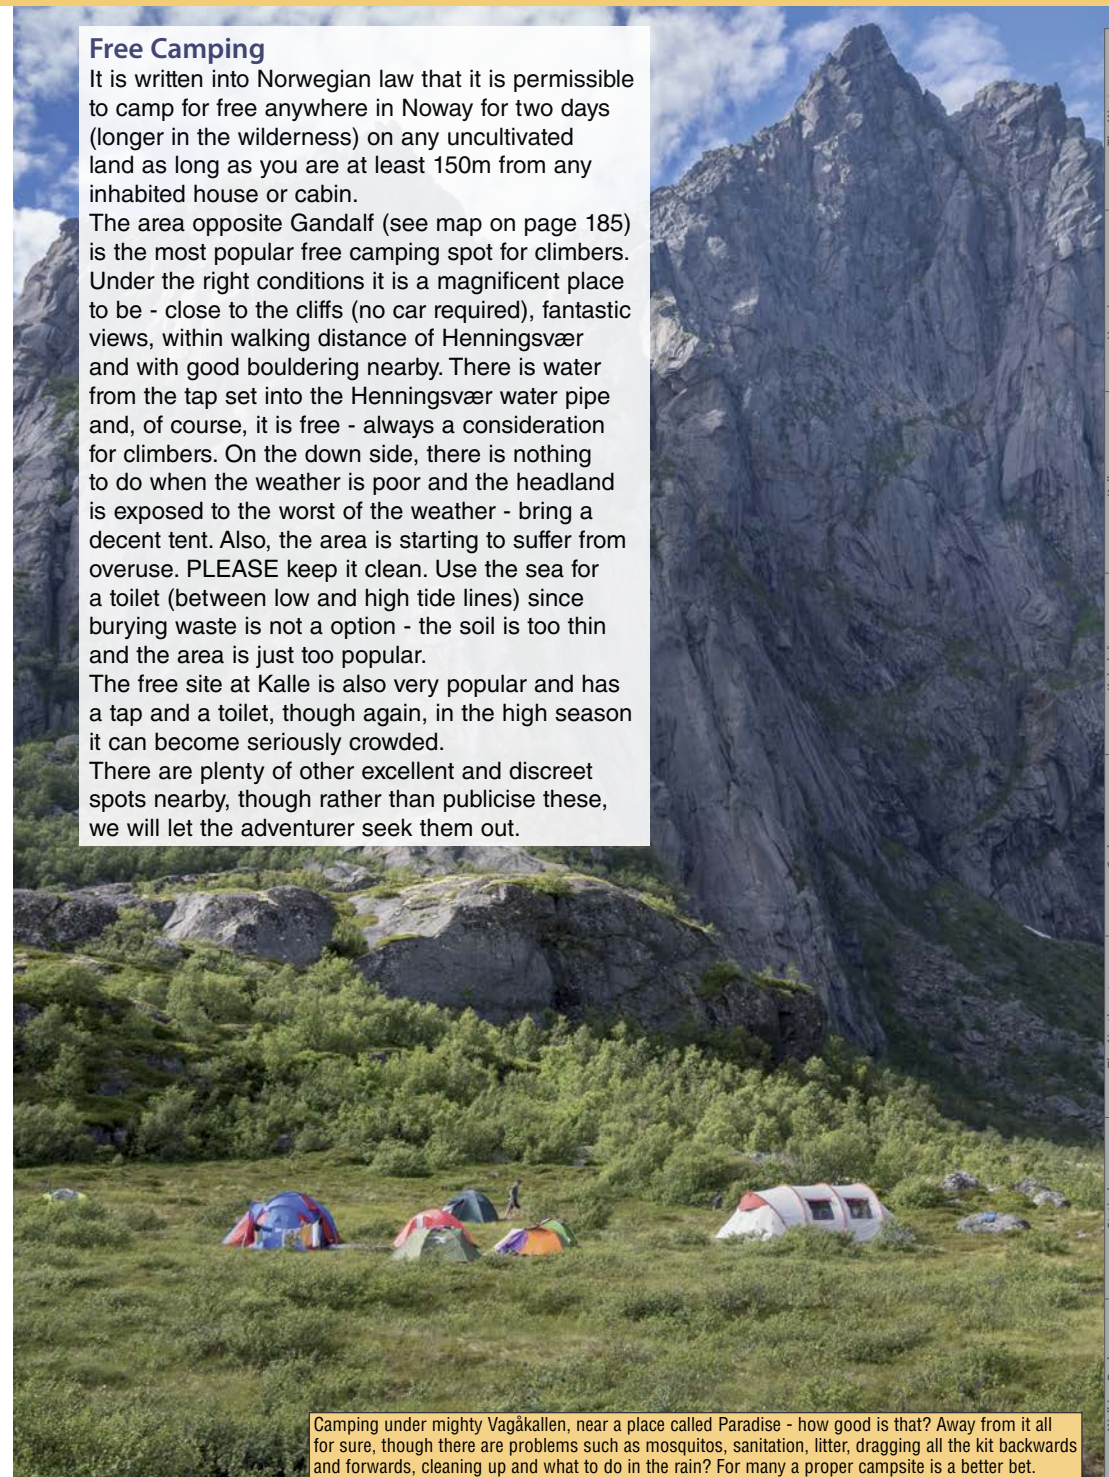 Free Camping
It is written into Norwegian law that it is permissible
to camp for free anywhere in Noway for two days
(longer in the wilderness) on any uncultivated
land as long as you are at least 150m from any
inhabited house or cabin.
The area opposite Gandalf (see map on page 185)
is the most popular free camping spot for climbers.
Under the right conditions it is a magnificent place
to be - close to the cliffs (no car required), fantastic
views, within walking distance of Henningsvær
and with good bouldering nearby. There is water
from the tap set into the Henningsvær water pipe
and, of course, it is free - always a consideration
for climbers. On the down side, there is nothing
to do when the weather is poor and the headland
is exposed to the worst of the weather - bring a
decent tent. Also, the area is starting to suffer from
overuse. PLEASE keep it clean. Use the sea for
a toilet (between low and high tide lines) since
burying waste is not a option - the soil is too thin
and the area is just too popular.
The free site at Kalle is also very popular and has
a tap and a toilet, though again, in the high season
it can become seriously crowded.
There are plenty of other excellent and discreet
spots nearby, though rather than publicise these,
we will let the adventurer seek them out.
Camping under mighty Vagåkallen, near a place called Paradise - how good is that? Away from it all
for sure, though there are problems such as mosquitos, sanitation, litter, dragging all the kit backwards
and forwards, cleaning up and what to do in the rain? For many a proper campsite is a better bet.